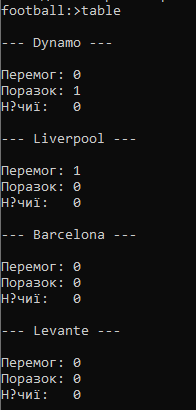 football:>table
--- Dynamo ---
Перемог: 0
Поразок: 1
Н?чиї: 0
--- Liverpool ---
Перемог: 1
Поразок: 0
Н?чиї: 0
--- Barcelona ---
Перемог: 0
Поразок: 0
Н?чиї: 0
--- Levante ---
Перемог: 0
Поразок: 0
Н?чиї: 0